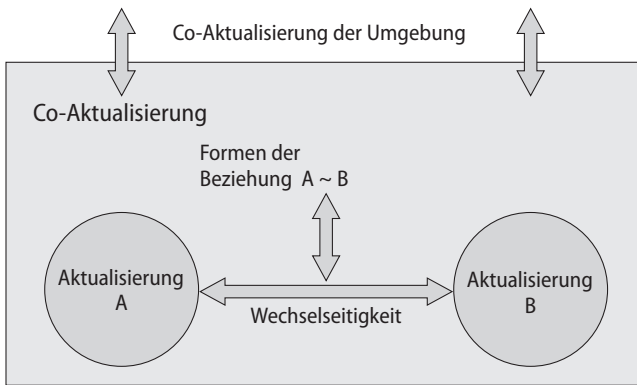 Co-Aktualisierung der Umgebung
Co-Aktualisierung
Formen der
Beziehung A ~ B
Aktualisierung
A
Wechselseitigkeit
Aktualisierung
B